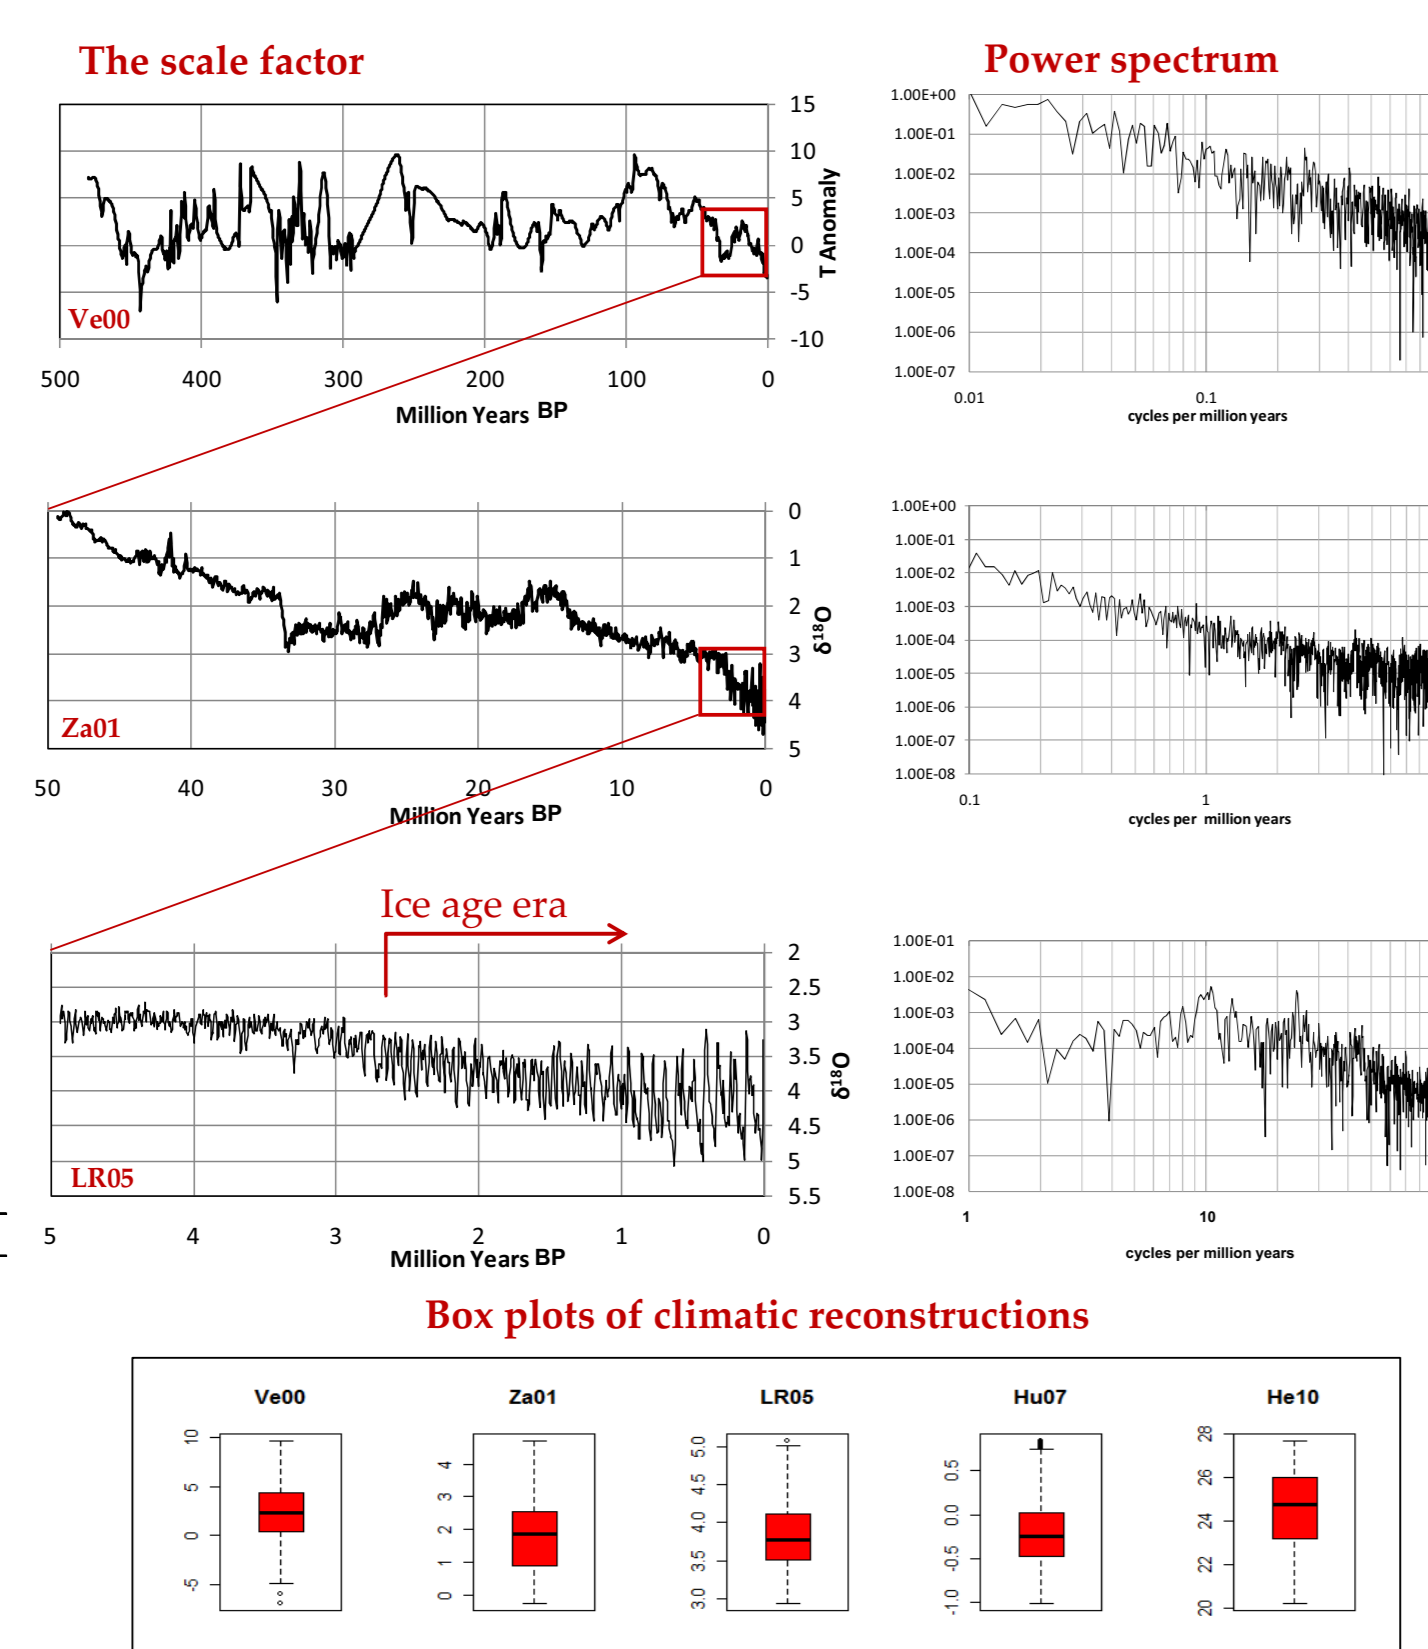 The scale factor
Power spectrum
15
10
5
0
-5
-10
T Anomaly
Ve00
500 400 300 200 100 0
Million Years BP
1.00E+00
1.00E-01
1.00E-02
1.00E-03
1.00E-04
1.00E-05
1.00E-06
1.00E-07
0.01 0.1
cycles per million years
0
1
2
3
4
5
δ18O
Za01
50 40 30 20 10 0
Million Years BP
1.00E+00
1.00E-01
1.00E-02
1.00E-03
1.00E-04
1.00E-05
1.00E-06
1.00E-07
1.00E-08
0.1 1
cycles per million years
Ice age era
2
2.5
3
3.5
4
4.5
5
5.5
δ18O
LR05
5 4 3 2 1 0
Million Years BP
1.00E-01
1.00E-02
1.00E-03
1.00E-04
1.00E-05
1.00E-06
1.00E-07
1.00E-08
1 10
cycles per million years
Box plots of climatic reconstructions
Ve00 Za01 LR05 Hu07 He10
10
5
0
-5
4
3
2
1
0
5.0
4.5
4.0
3.5
3.0
0.5
0.0
-0.5
-1.0
28
26
24
22
20